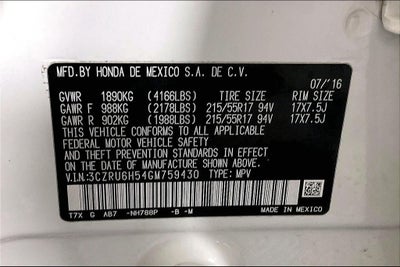 MFD.BY HONDA DE MEXICO S.A. DE C.V.
07/'16
GVWR 1890KG (4166LBS) TIRE SIZE RIM SIZE
GAWR F 988KG (2178LBS) 215/55R17 94V 17X7.5J
GAWR R 902KG (1988LBS) 215/55R17 94V 17X7.5J
THIS VEHICLE CONFORMS TO ALL APPLICABLE
FEDERAL MOTOR VEHICLE SAFETY
AND THEFT PREVENTION STANDARDS IN EFFECT
ON THE DATE OF MANUFACTURE SHOWN ABOVE.
V.I.N:3CZRU6H54GM759430 TYPE: MPV
T7X G AB7 -NH788P -B -M MADE IN MEXICO